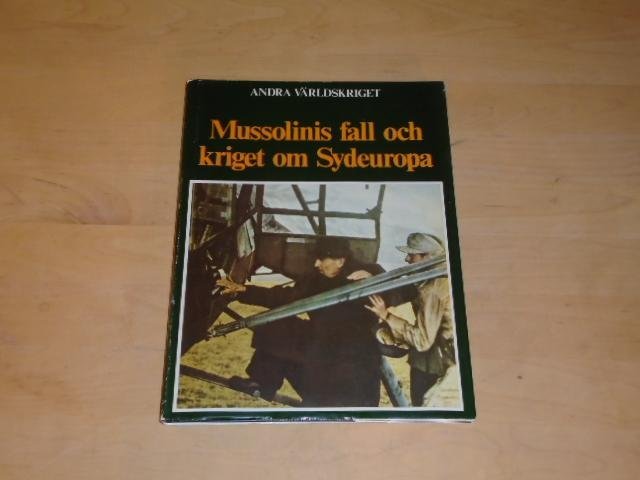 ANDRA VÄRLDSKRIGET
Mussolinis fall och
kriget om Sydeuropa